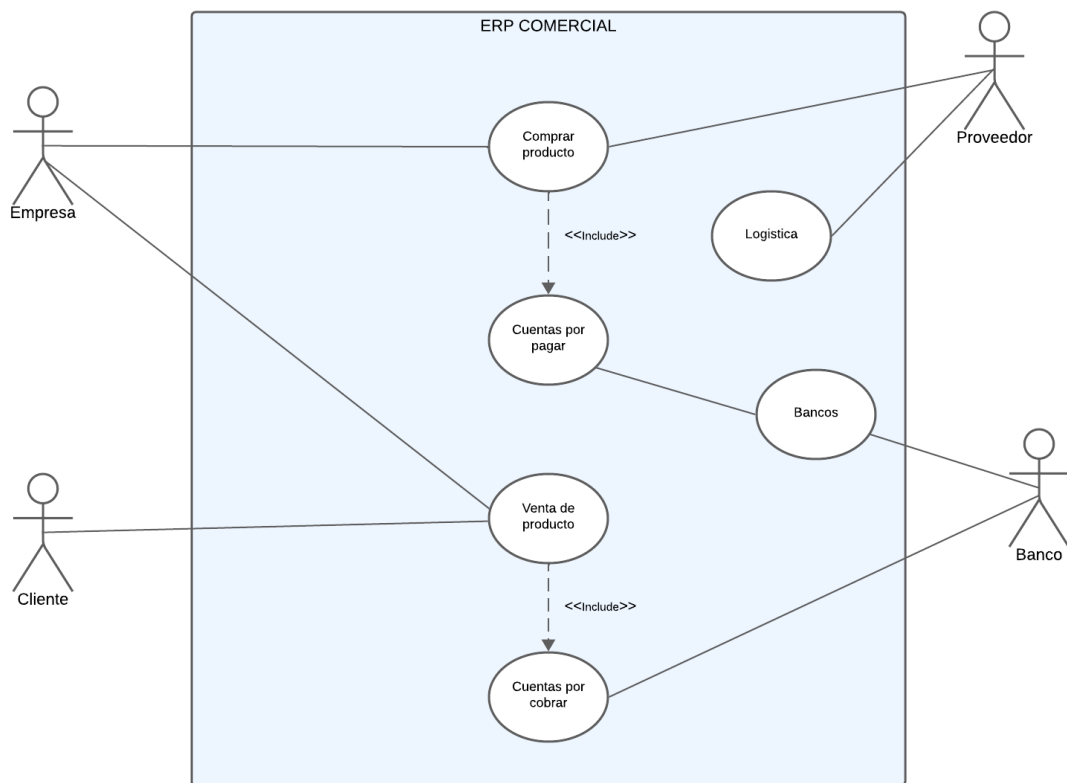 ERP COMERCIAL
Proveedor
Empresa
Comprar
producto
<<Include>>
Logistica
Cuentas por
pagar
Bancos
Venta de
producto
Cliente
Banco
<<Include>>
Cuentas por
cobrar